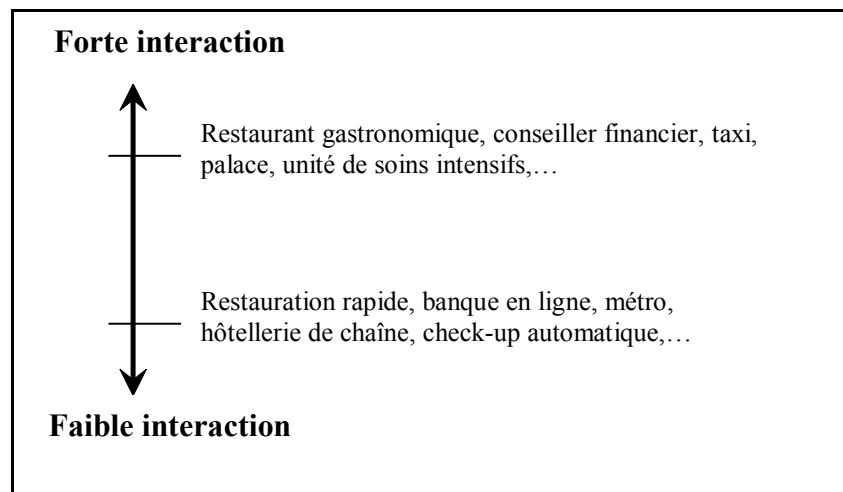 Forte interaction
Restaurant gastronomique, conseiller financier, taxi,
palace, unité de soins intensifs,…
Restauration rapide, banque en ligne, métro,
hôtellerie de chaîne, check-up automatique,…
Faible interaction